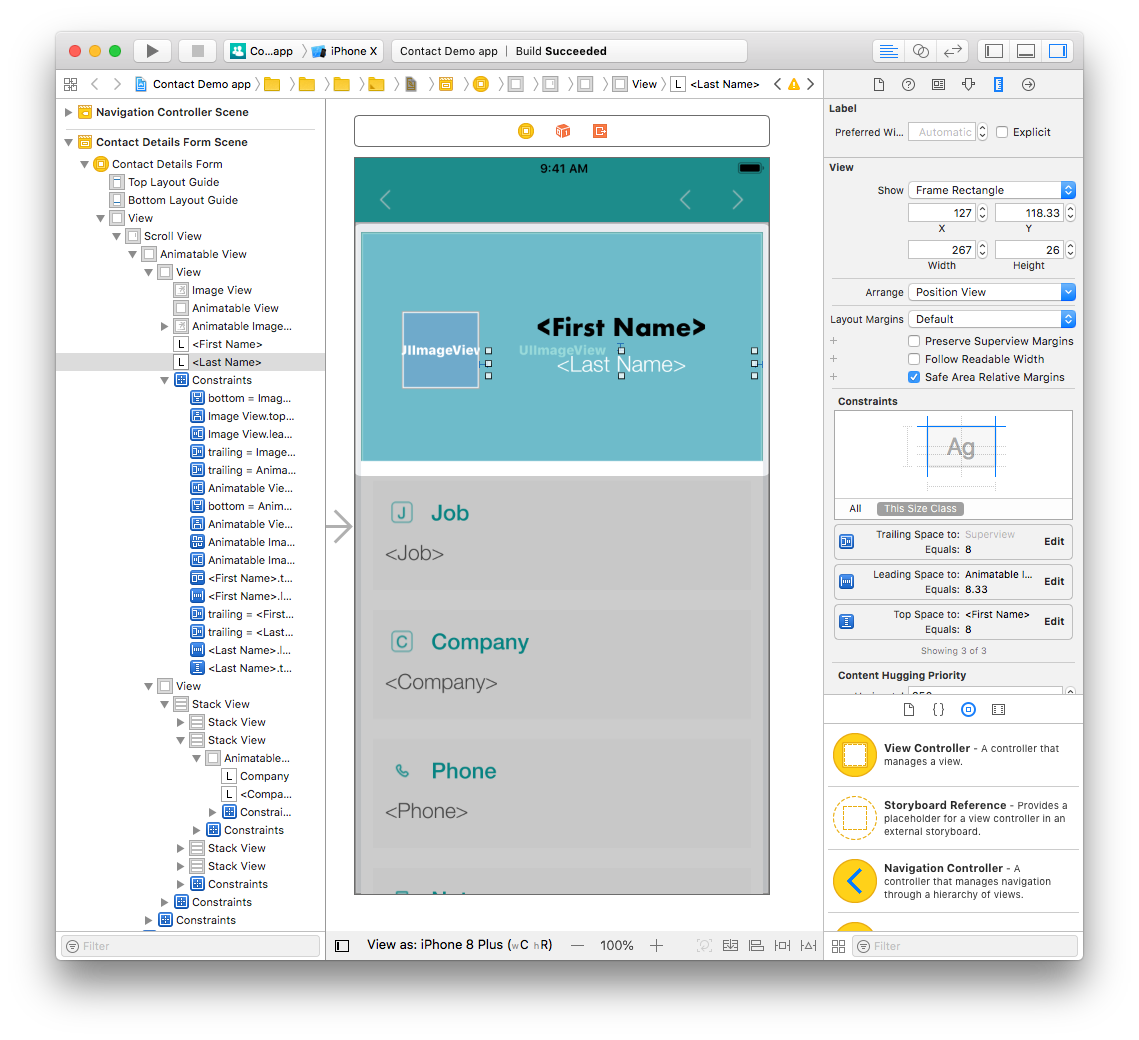 Co...app
iPhone X
Contact Demo app | Build Succeeded
Contact Demo app
View
L
<Last Name>
Navigation Controller Scene
Contact Details Form Scene
Contact Details Form
Top Layout Guide
Bottom Layout Guide
View
Scroll View
Animatable View
View
Image View
Animatable View
Animatable Image...
L <First Name>
L <Last Name>
Constraints
bottom = Imag...
Image View.top...
Image View.lea...
trailing = Image...
trailing = Anima...
Animatable Vie...
bottom = Anim...
Animatable Vie...
Animatable Ima...
Animatable Ima...
<First Name>.t...
<First Name>.l...
trailing = <First...
trailing = <Last...
<Last Name>.l...
<Last Name>.t...
View
Stack View
Stack View
Stack View
Animatable...
L Company
L <Compa...
Constrai...
Constraints
Stack View
Stack View
Constraints
Constraints
Constraints
Filter
9:41 AM
<First Name>
UIImageView
UIImageView
<Last Name>
J Job
<Job>
C Company
<Company>
Phone
<Phone>
View as: iPhone 8 Plus (wC hR)
100%
Label
Preferred Wi...
Automatic
Explicit
View
Show
Frame Rectangle
127
118.33
X
Y
267
26
Width
Height
Arrange
Position View
Layout Margins
Default
Preserve Superview Margins
Follow Readable Width
Safe Area Relative Margins
Constraints
Ag
All
This Size Class
Trailing Space to: Superview
Equals: 8
Edit
Leading Space to: Animatable I...
Equals: 8.33
Edit
Top Space to: <First Name>
Equals: 8
Edit
Showing 3 of 3
Content Hugging Priority
{}
View Controller - A controller that
manages a view.
Storyboard Reference - Provides a
placeholder for a view controller in an
external storyboard.
Navigation Controller - A
controller that manages navigation
through a hierarchy of views.
Filter